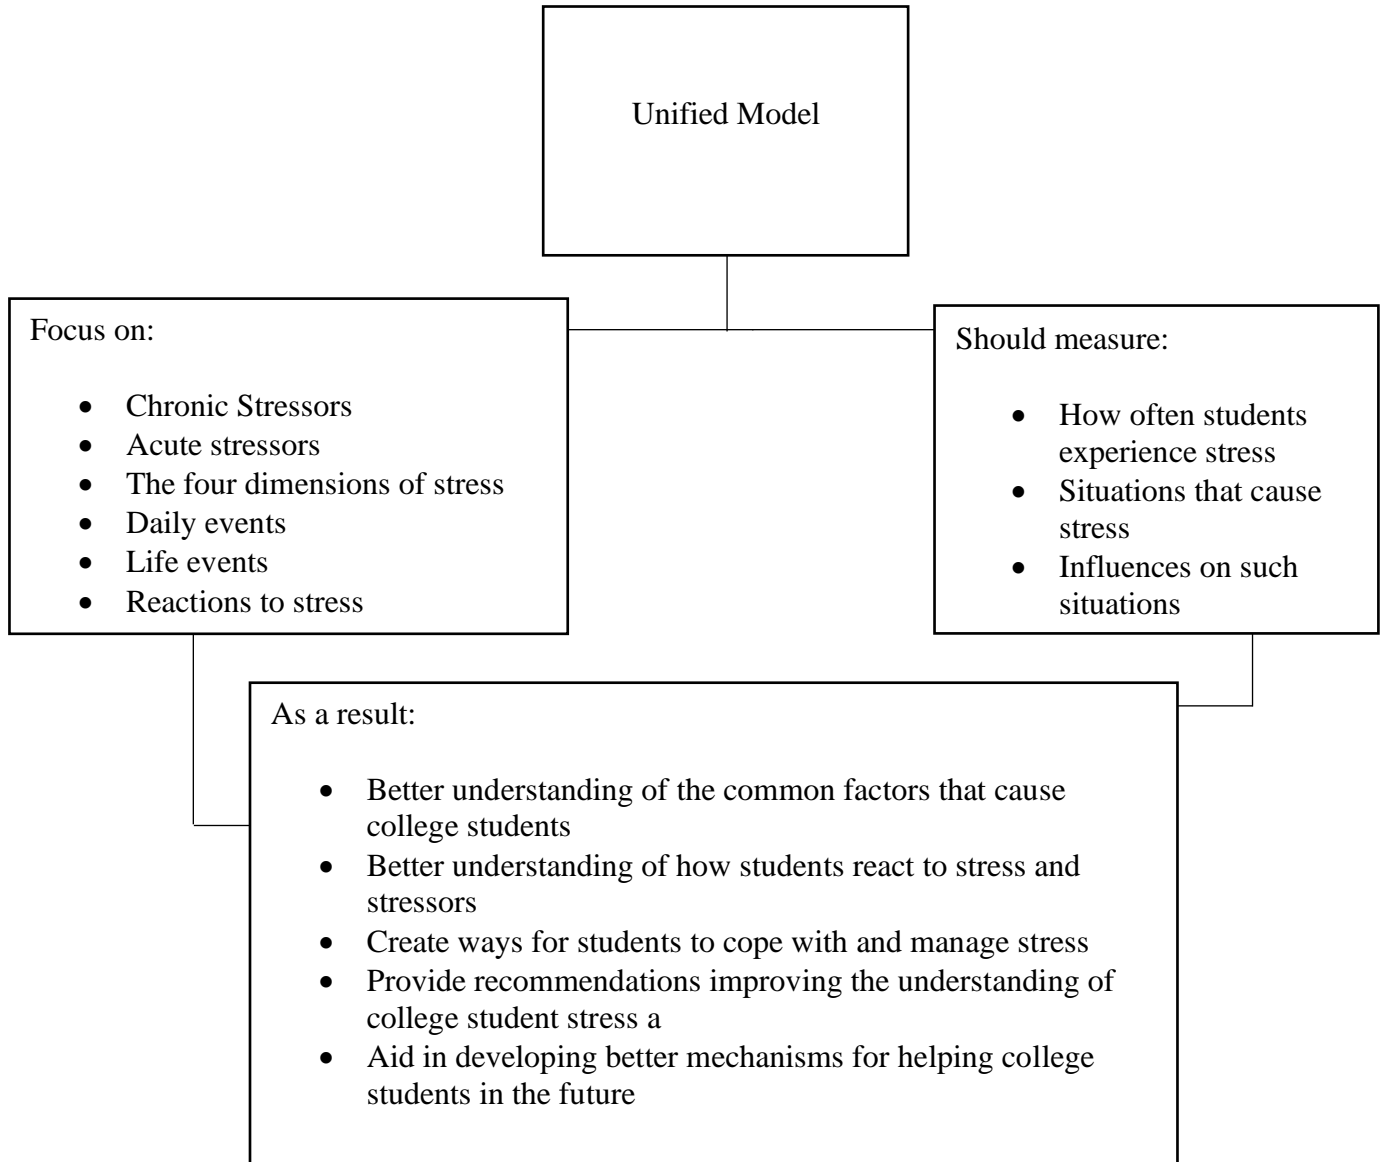 Unified Model
Focus on:
• Chronic Stressors
• Acute stressors
• The four dimensions of stress
• Daily events
• Life events
• Reactions to stress
Should measure:
• How often students
experience stress
• Situations that cause
stress
• Influences on such
situations
As a result:
• Better understanding of the common factors that cause
college students
• Better understanding of how students react to stress and
stressors
• Create ways for students to cope with and manage stress
• Provide recommendations improving the understanding of
college student stress a
• Aid in developing better mechanisms for helping college
students in the future